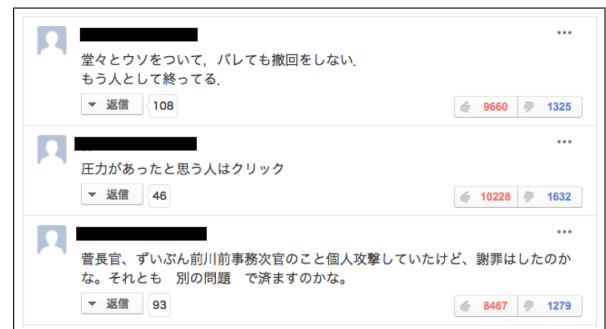 堂々とウソをついて，バレても撤回をしない．
もう人として終ってる．
返信 108
9660 1325
圧力があったと思う人はクリック
返信 46
10228 1632
菅長官、ずいぶん前川前事務次官のこと個人攻撃していたけど、謝罪はしたのか
な。それとも　別の問題　で済ますのかな。
返信 93
8467 1279